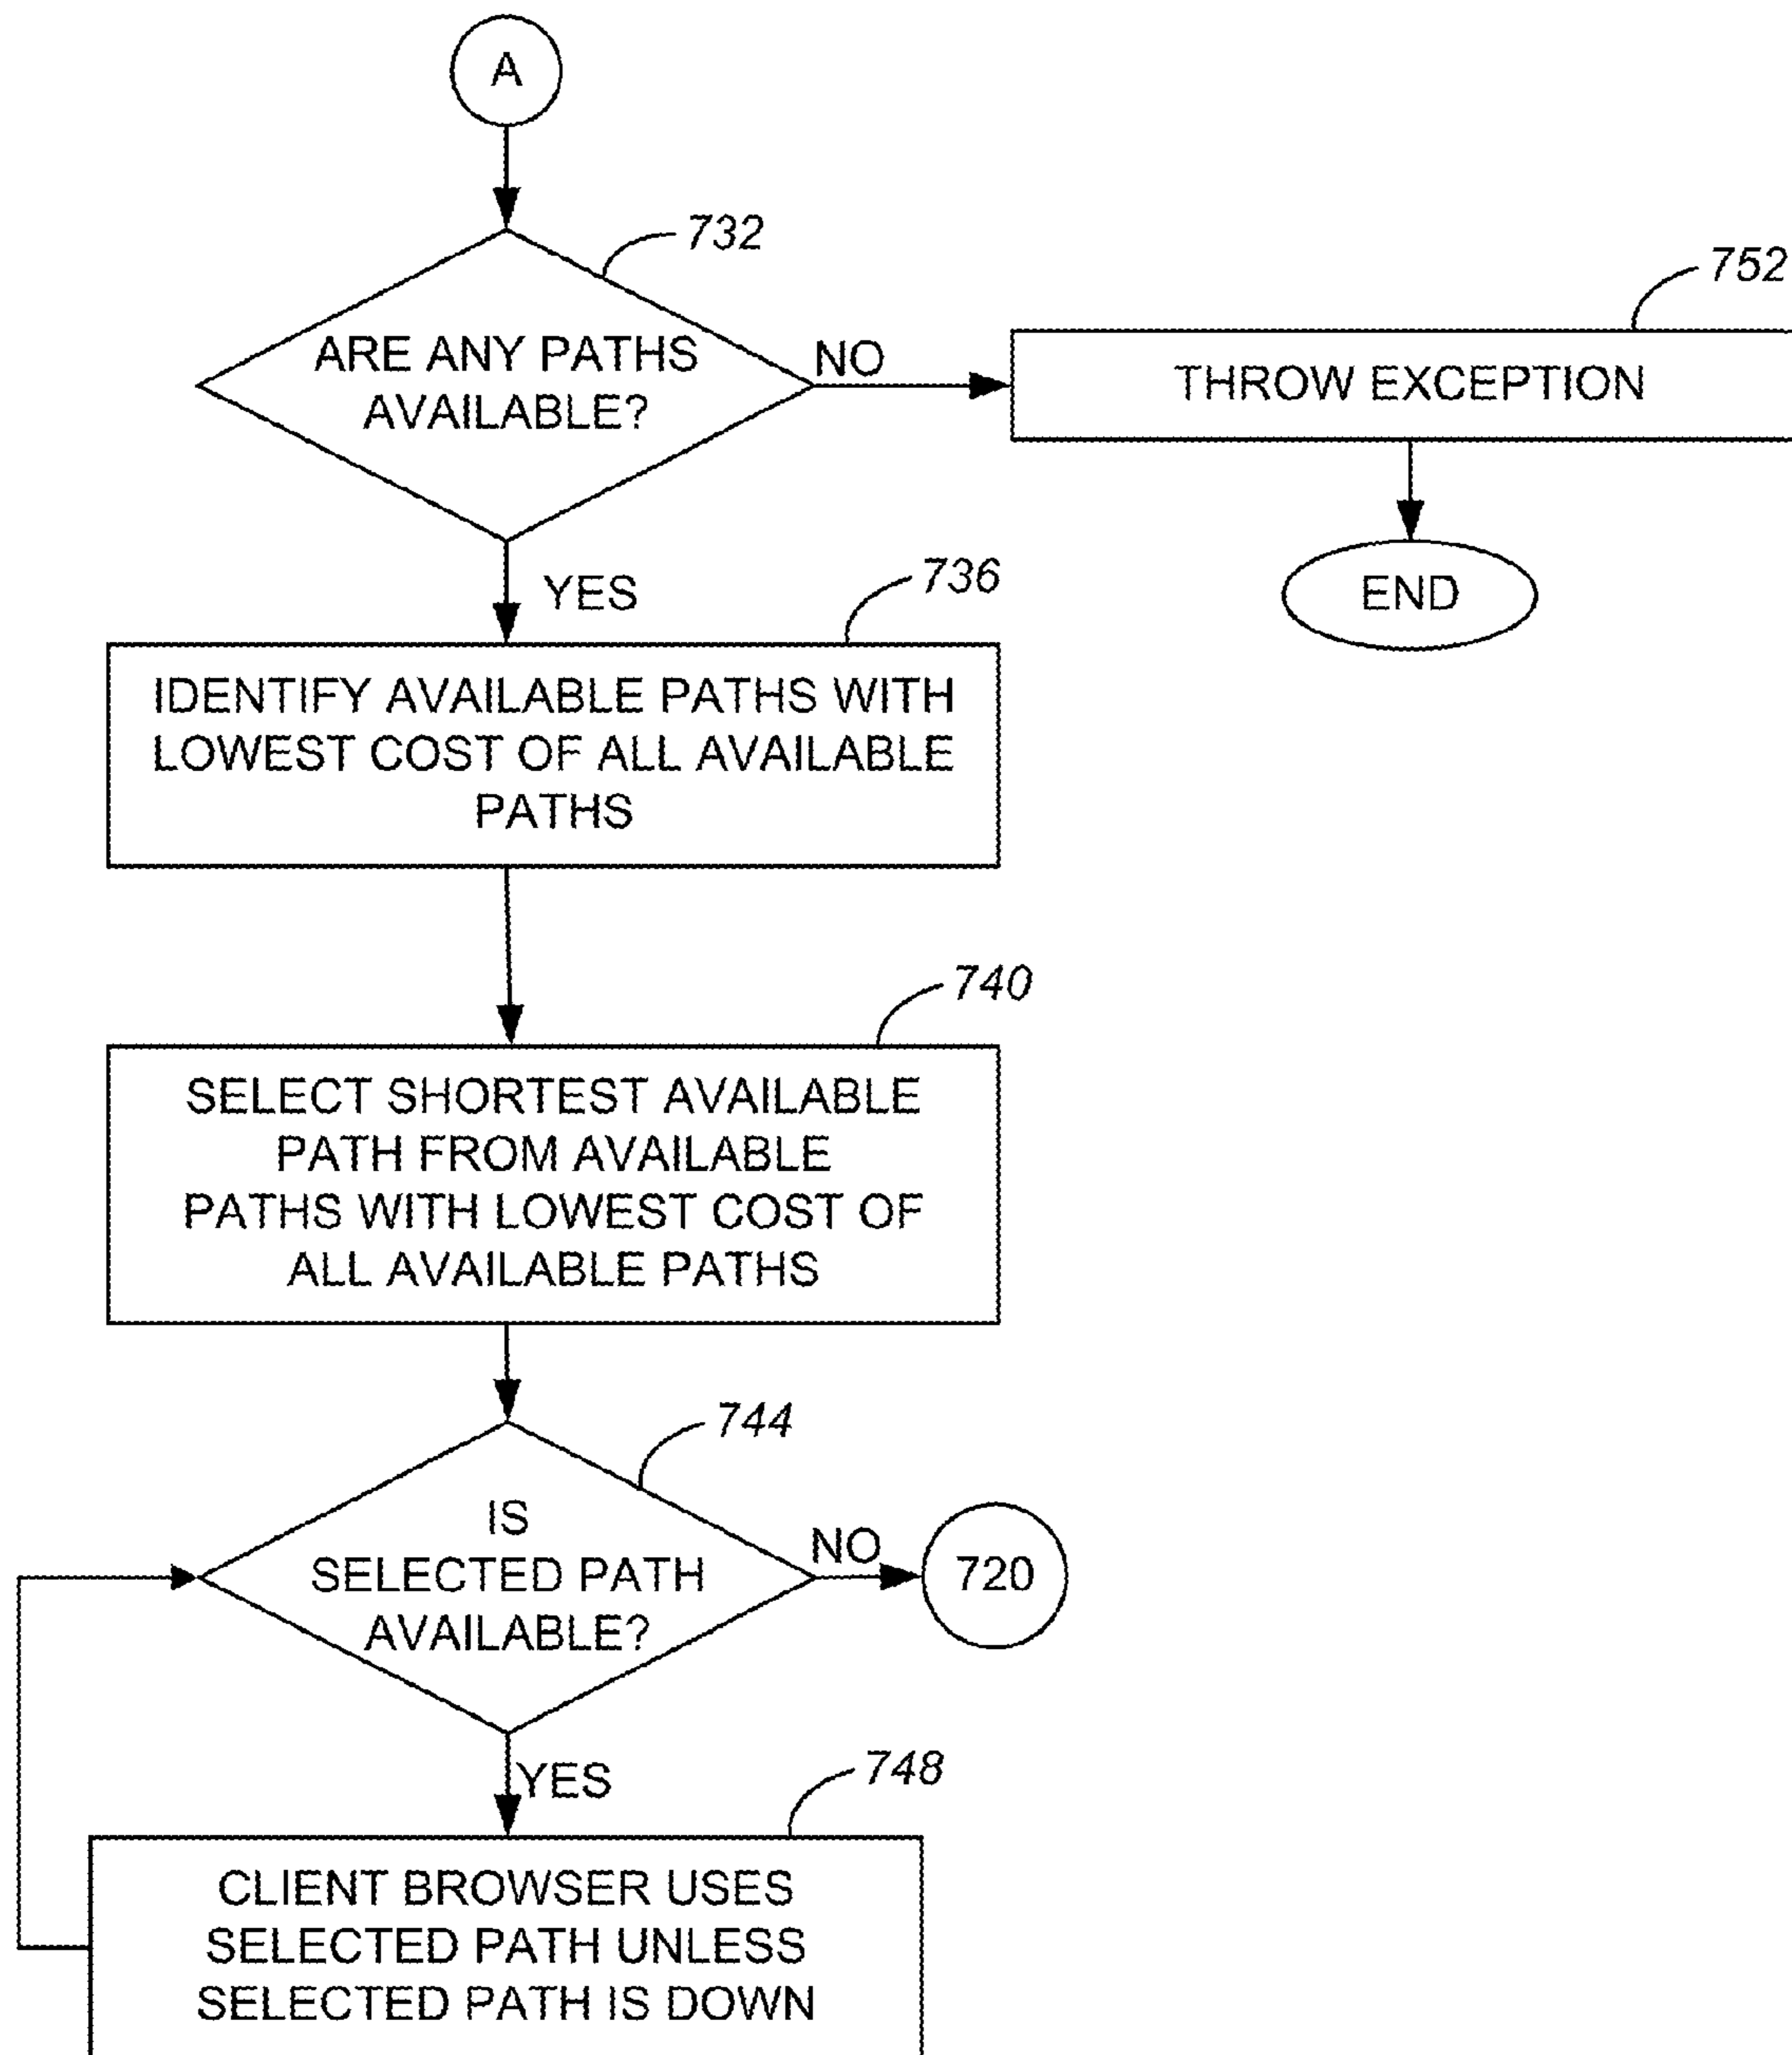 A
732
752
ARE ANY PATHS
AVAILABLE?
NO
THROW EXCEPTION
END
YES
736
IDENTIFY AVAILABLE PATHS WITH
LOWEST COST OF ALL AVAILABLE
PATHS
740
SELECT SHORTEST AVAILABLE
PATH FROM AVAILABLE
PATHS WITH LOWEST COST OF
ALL AVAILABLE PATHS
744
IS
SELECTED PATH
AVAILABLE?
NO
720
YES
748
CLIENT BROWSER USES
SELECTED PATH UNLESS
SELECTED PATH IS DOWN